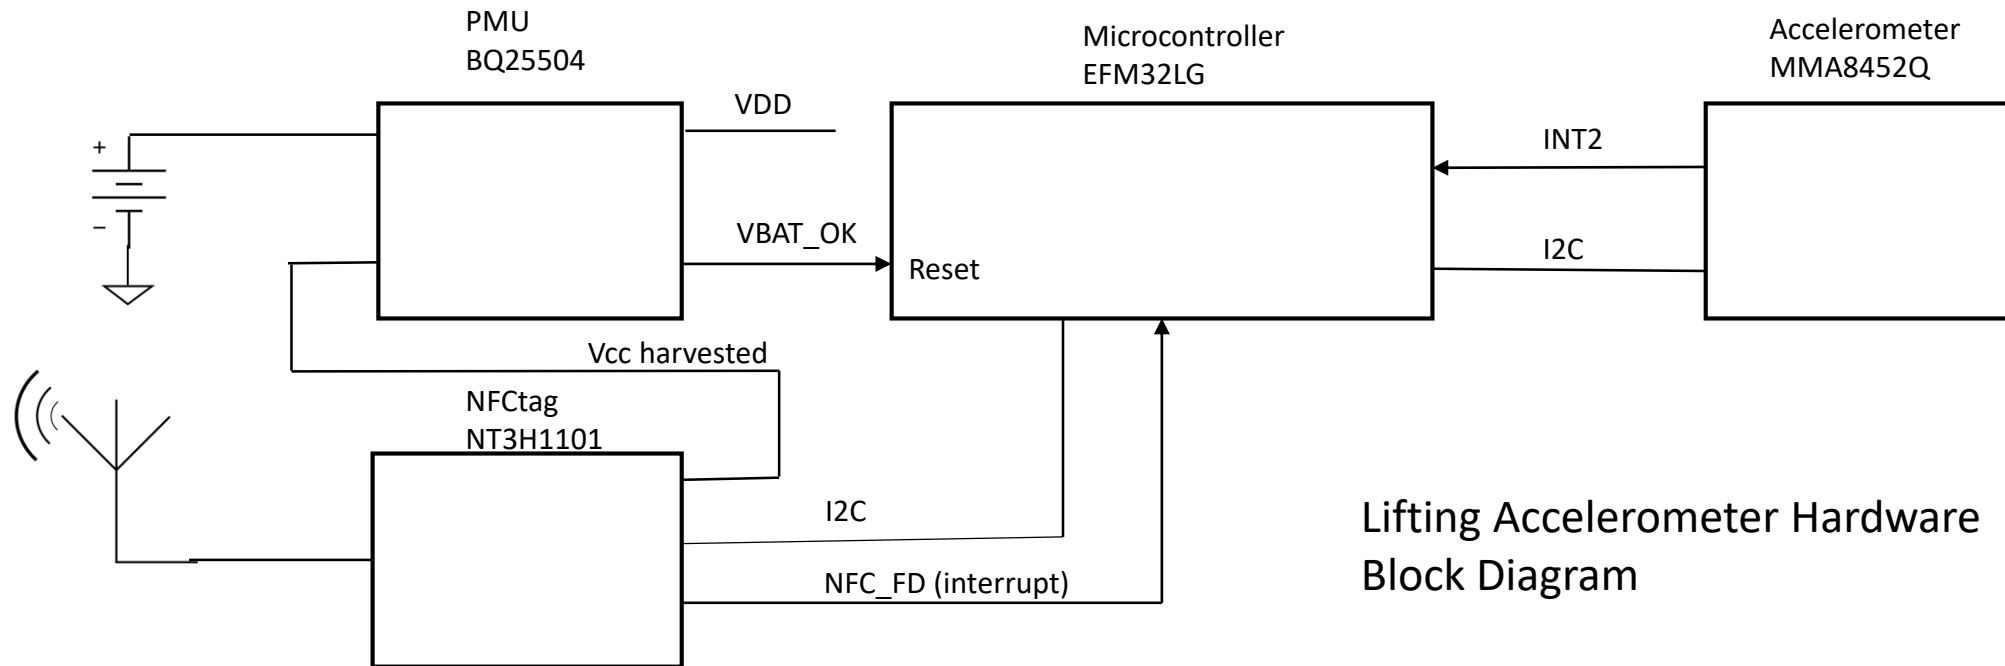 PMU
BQ25504
Microcontroller
EFM32LG
Accelerometer
MMA8452Q
VDD
+
INT2
−
VBAT_OK
I2C
Reset
Vcc harvested
NFCtag
NT3H1101
I2C
Lifting Accelerometer Hardware
Block Diagram
NFC_FD (interrupt)